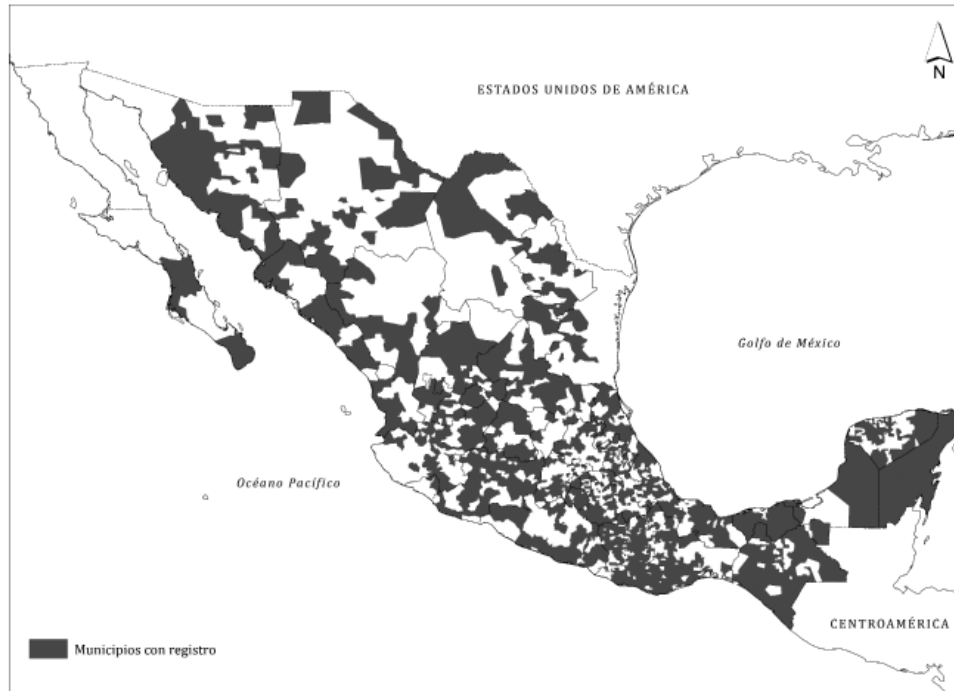 N
ESTADOS UNIDOS DE AMÉRICA
Golfo de México
Océano Pacífico
CENTROAMÉRICA
Municipios con registro